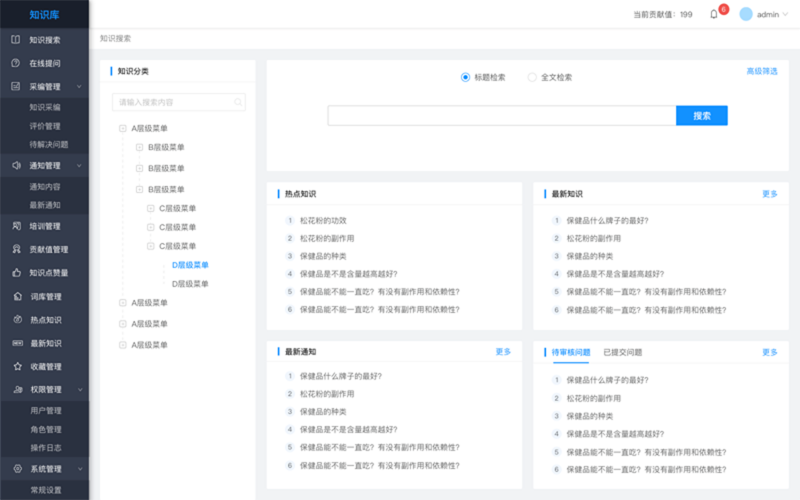 知识库
当前贡献值：199
6
admin
知识搜索
在线提问
采编管理
知识采编
评价管理
待解决问题
通知管理
通知内容
最新通知
培训管理
贡献值管理
知识点赞量
词库管理
热点知识
最新知识
收藏管理
权限管理
用户管理
角色管理
操作日志
系统管理
常规设置
知识搜索
知识分类
请输入搜索内容
A层级菜单
B层级菜单
B层级菜单
B层级菜单
C层级菜单
C层级菜单
C层级菜单
D层级菜单
D层级菜单
A层级菜单
A层级菜单
A层级菜单
标题检索 全文检索
高级筛选
搜索
热点知识
1 松花粉的功效
2 松花粉的副作用
3 保健品的种类
4 保健品是不是含量越高越好?
5 保健品能不能一直吃? 有没有副作用和依赖性?
6 保健品能不能一直吃? 有没有副作用和依赖性?
最新知识 更多
1 保健品什么牌子的最好?
2 松花粉的副作用
3 保健品的种类
4 保健品是不是含量越高越好?
5 保健品能不能一直吃? 有没有副作用和依赖性?
6 保健品能不能一直吃? 有没有副作用和依赖性?
最新通知 更多
1 保健品什么牌子的最好?
2 松花粉的副作用
3 保健品的种类
4 保健品是不是含量越高越好?
5 保健品能不能一直吃? 有没有副作用和依赖性?
6 保健品能不能一直吃? 有没有副作用和依赖性?
待审核问题 已提交问题 更多
1 保健品什么牌子的最好?
2 松花粉的副作用
3 保健品的种类
4 保健品是不是含量越高越好?
5 保健品能不能一直吃? 有没有副作用和依赖性?
6 保健品能不能一直吃? 有没有副作用和依赖性?